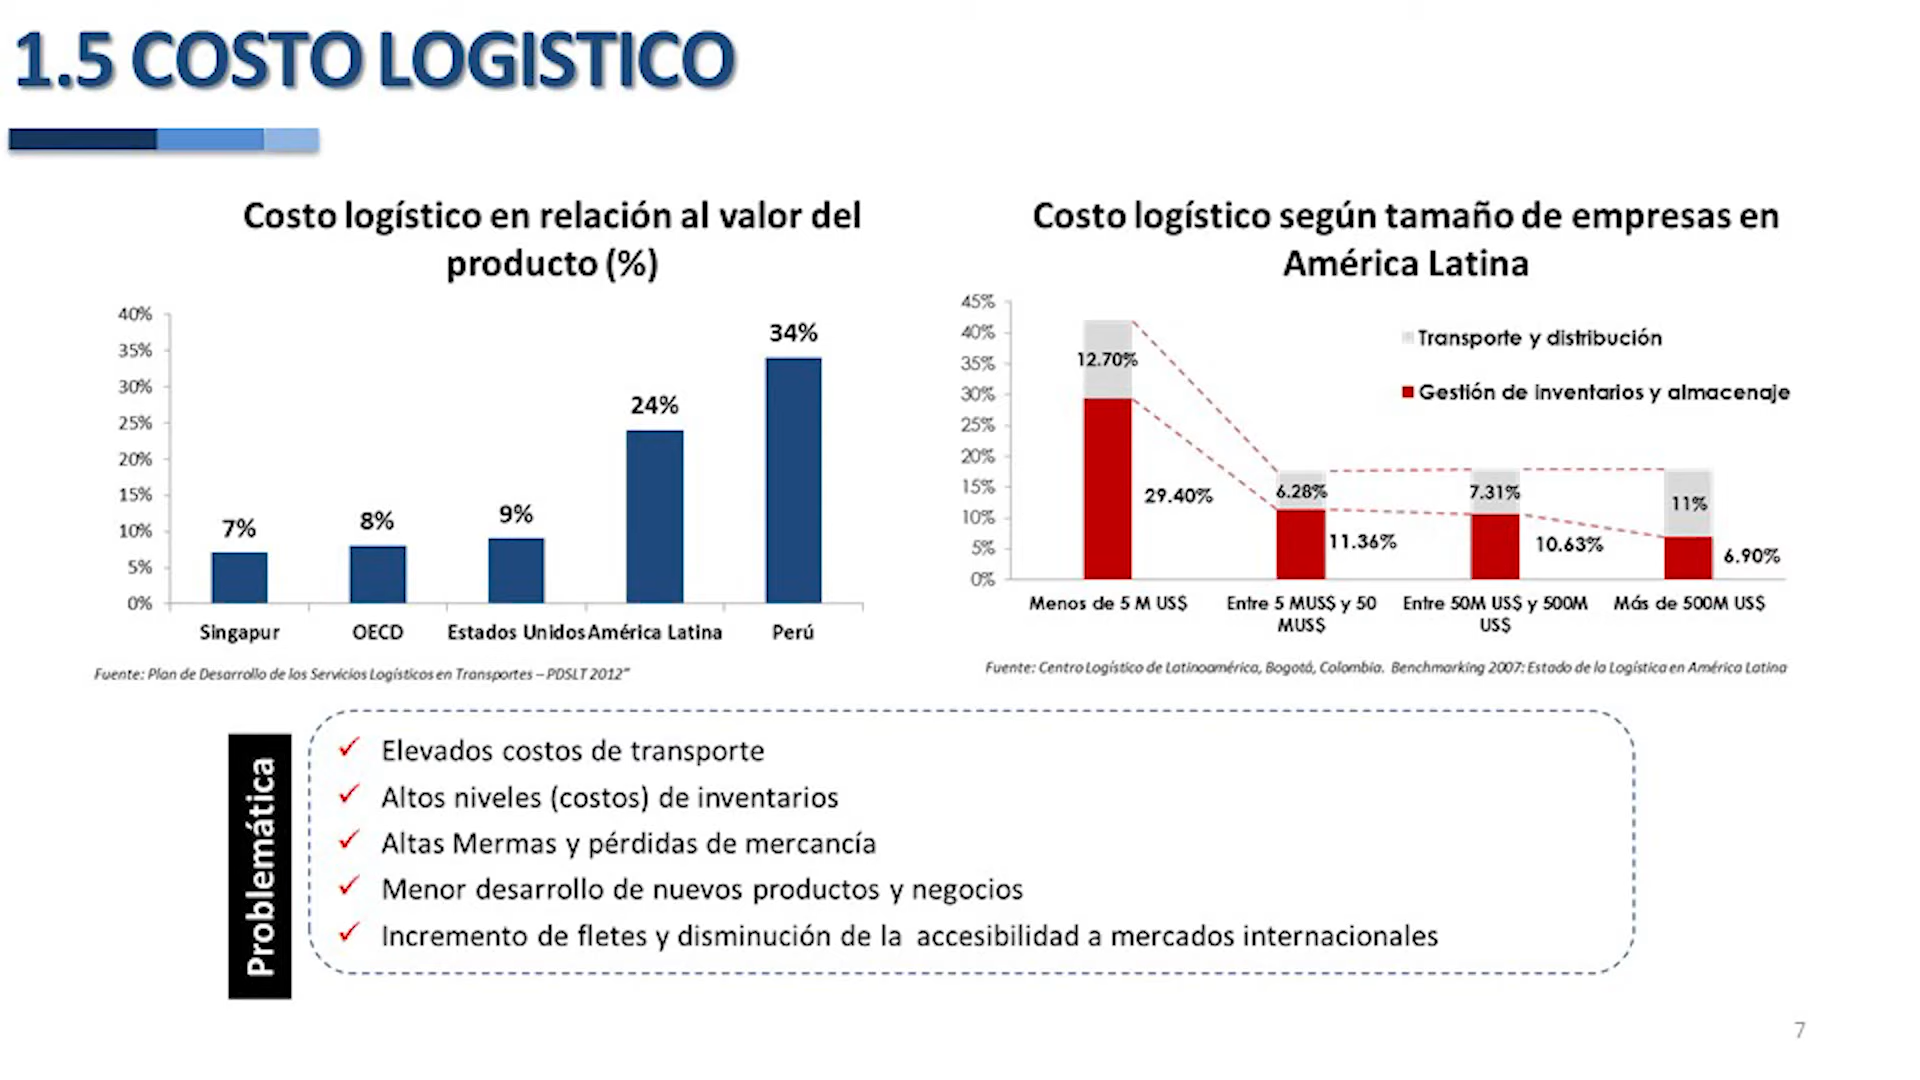 1.5 COSTO LOGISTICO
Costo logístico en relación al valor del
producto (%)
40%
35%
30%
25%
20%
15%
10%
5%
0%
7%
8%
9%
24%
34%
Singapur
OECD
Estados Unidos
América Latina
Perú
Fuente: Plan de Desarrollo de los Servicios Logísticos en Transportes – PDSLT 2012"
Costo logístico según tamaño de empresas en
América Latina
45%
40%
35%
30%
25%
20%
15%
10%
5%
0%
Transporte y distribución
Gestión de inventarios y almacenaje
12.70%
29.40%
6.28%
11.36%
7.31%
10.63%
11%
6.90%
Menos de 5 M US$
Entre 5 MUS$ y 50
MUS$
Entre 50M US$ y 500M
US$
Más de 500M US$
Fuente: Centro Logístico de Latinoamérica, Bogotá, Colombia. Benchmarking 2007: Estado de la Logística en América Latina
Problemática
✓ Elevados costos de transporte
✓ Altos niveles (costos) de inventarios
✓ Altas Mermas y pérdidas de mercancía
✓ Menor desarrollo de nuevos productos y negocios
✓ Incremento de fletes y disminución de la accesibilidad a mercados internacionales
7